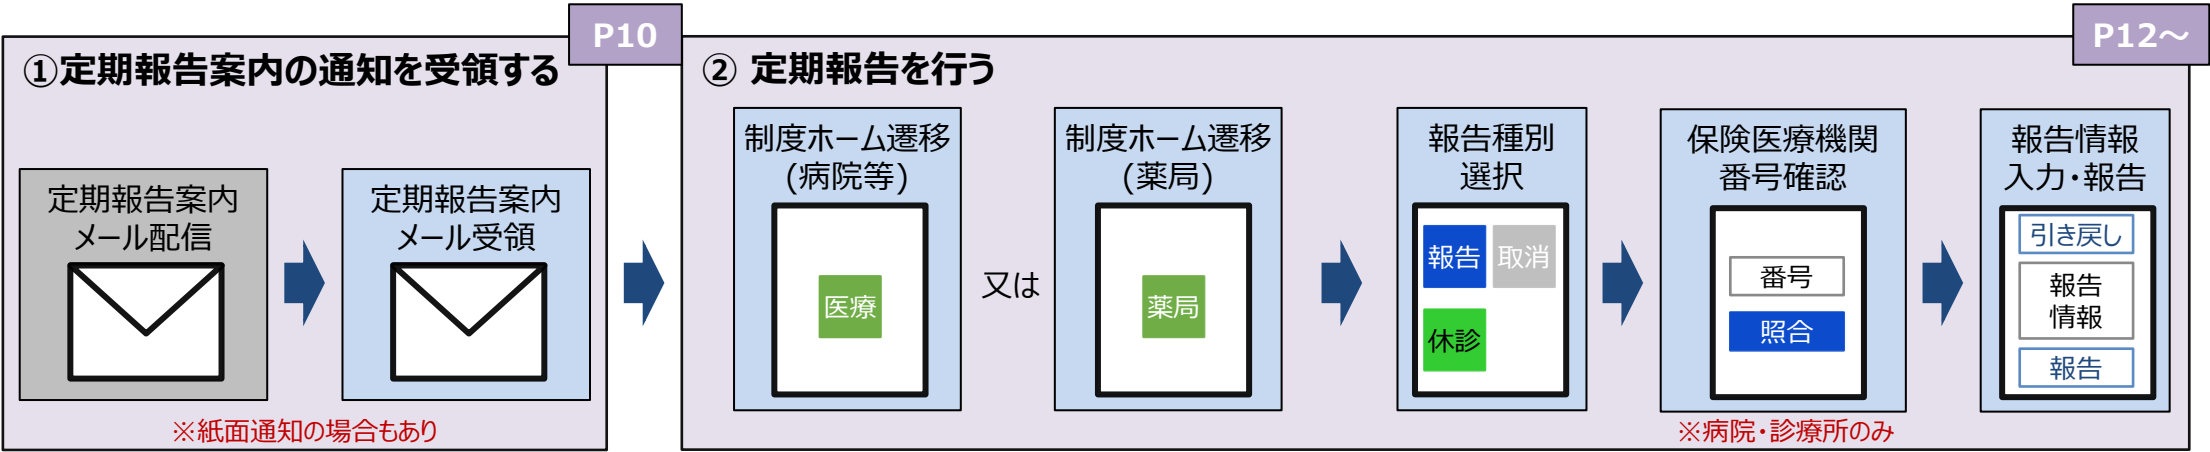 P10
①定期報告案内の通知を受領する
定期報告案内
メール配信
定期報告案内
メール受領
※紙面通知の場合もあり
P12～
② 定期報告を行う
制度ホーム遷移
(病院等)
医療
又は
制度ホーム遷移
(薬局)
薬局
報告種別
選択
報告
取消
休診
保険医療機関
番号確認
番号
照合
※病院・診療所のみ
報告情報
入力・報告
引き戻し
報告
情報
報告